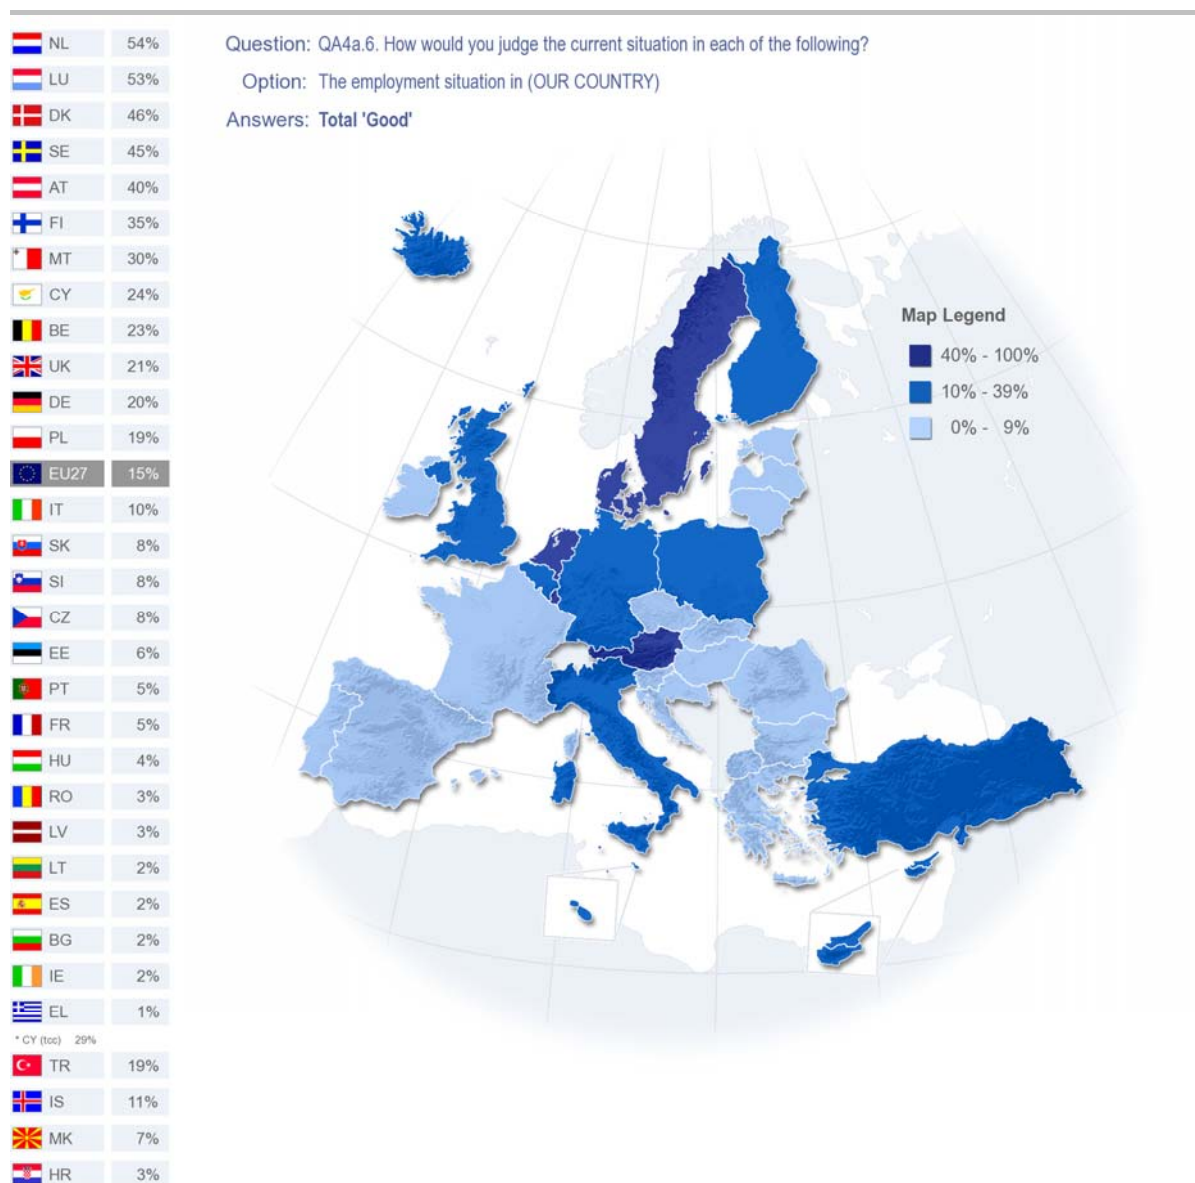 Question: QA4a.6. How would you judge the current situation in each of the following?
Option: The employment situation in (OUR COUNTRY)
Answers: Total 'Good'
NL 54%
LU 53%
DK 46%
SE 45%
AT 40%
FI 35%
MT 30%
CY 24%
BE 23%
UK 21%
DE 20%
PL 19%
EU27 15%
IT 10%
SK 8%
SI 8%
CZ 8%
EE 6%
PT 5%
FR 5%
HU 4%
RO 3%
LV 3%
LT 2%
ES 2%
BG 2%
IE 2%
EL 1%
* CY (tcc) 29%
TR 19%
IS 11%
MK 7%
HR 3%
Map Legend
40% - 100%
10% - 39%
0% - 9%